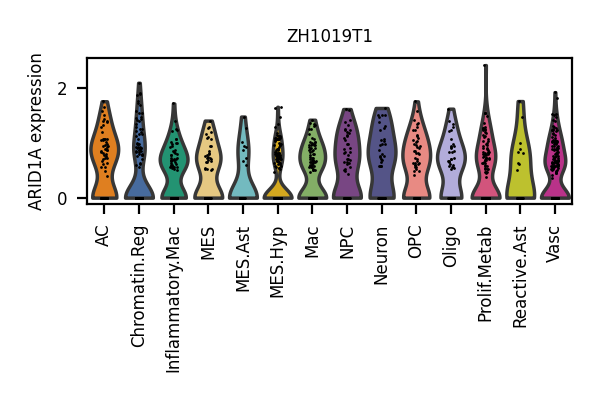 ZH1019T1
ARID1A expression
2
0
AC
Chromatin.Reg
Inflammatory.Mac
MES
MES.Ast
MES.Hyp
Mac
NPC
Neuron
OPC
Oligo
Prolif.Metab
Reactive.Ast
Vasc